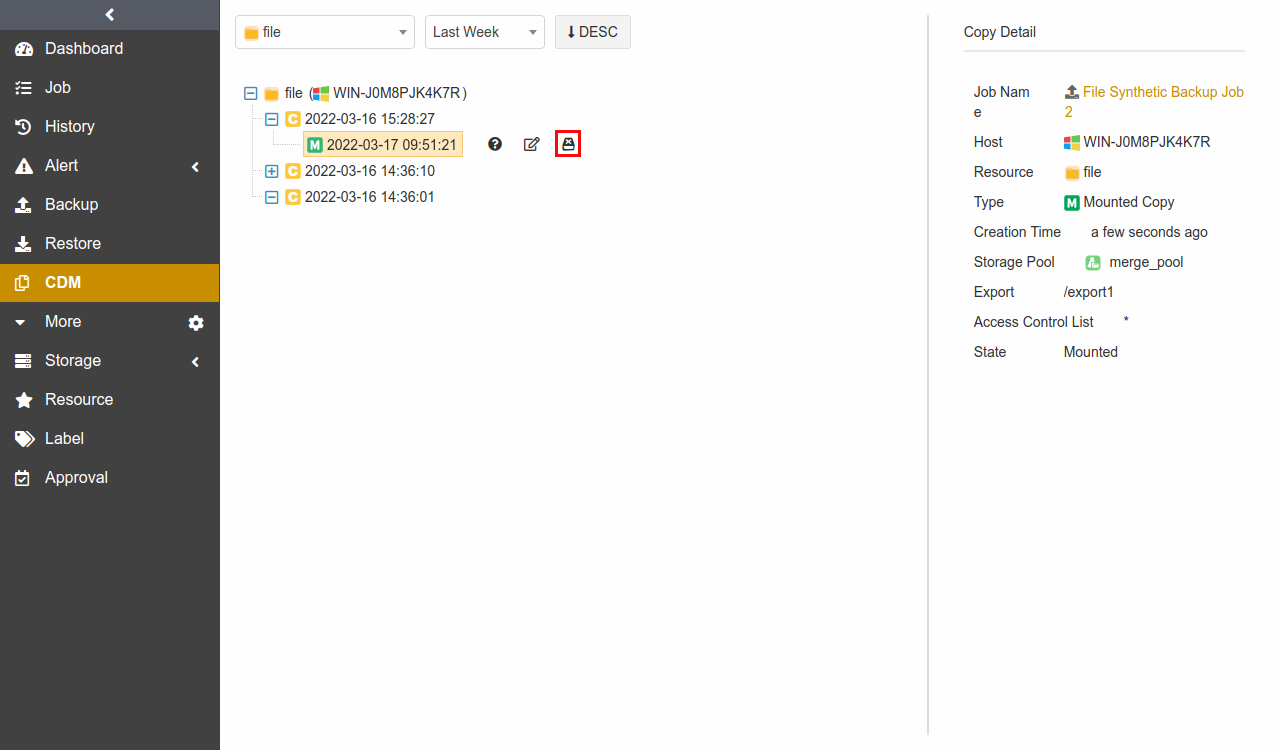 Dashboard
Job
History
Alert
Backup
Restore
CDM
More
Storage
Resource
Label
Approval
file
Last Week
DESC
file (WIN-J0M8PJK4K7R)
C 2022-03-16 15:28:27
M 2022-03-17 09:51:21
C 2022-03-16 14:36:10
C 2022-03-16 14:36:01
Copy Detail
Job Nam
e
File Synthetic Backup Job
2
Host WIN-J0M8PJK4K7R
Resource file
Type M Mounted Copy
Creation Time a few seconds ago
Storage Pool merge_pool
Export /export1
Access Control List *
State Mounted